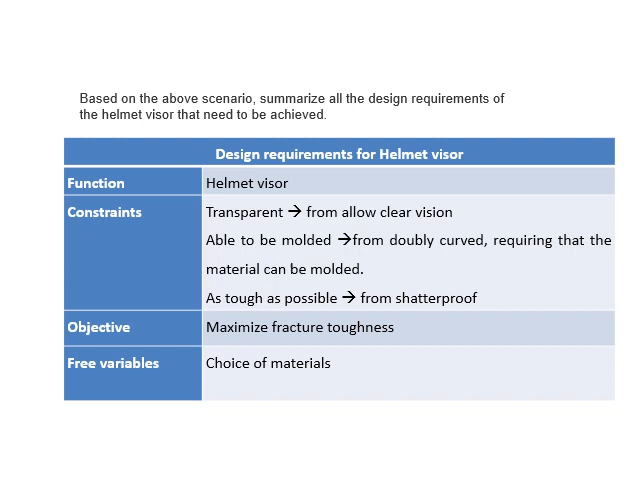 Based on the above scenario, summarize all the design requirements of
the helmet visor that need to be achieved.
Design requirements for Helmet visor
Function Helmet visor
Constraints Transparent → from allow clear vision
Able to be molded →from doubly curved, requiring that the
material can be molded.
As tough as possible → from shatterproof
Objective Maximize fracture toughness
Free variables Choice of materials